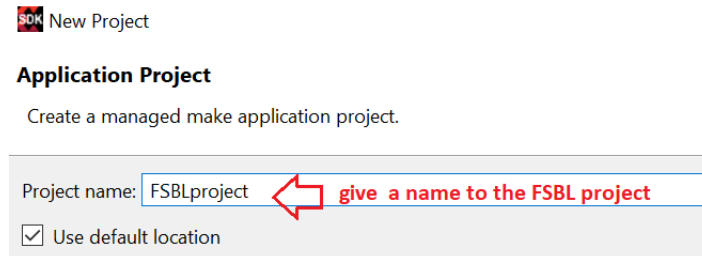 SDK New Project
Application Project
Create a managed make application project.
Project name: FSBLproject give a name to the FSBL project
Use default location